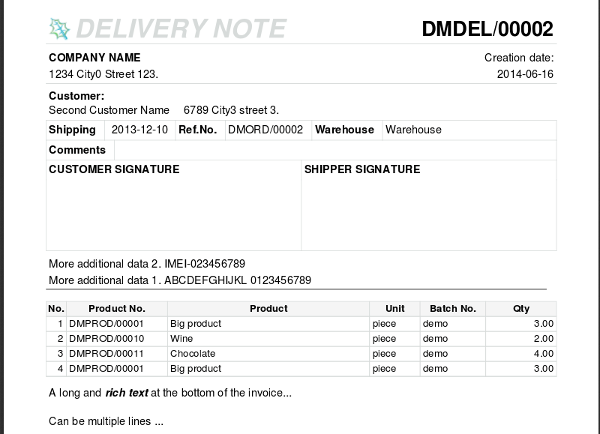 DELIVERY NOTE DMDEL/00002
COMPANY NAME Creation date:
1234 City0 Street 123. 2014-06-16
Customer:
Second Customer Name 6789 City3 street 3.
Shipping 2013-12-10 Ref.No. DMORD/00002 Warehouse Warehouse
Comments
CUSTOMER SIGNATURE SHIPPER SIGNATURE
More additional data 2. IMEI-023456789
More additional data 1. ABCDEFGHIJKL 0123456789
No. Product No. Product Unit Batch No. Qty
1 DMPROD/00001 Big product piece demo 3.00
2 DMPROD/00010 Wine piece demo 2.00
3 DMPROD/00011 Chocolate piece demo 4.00
4 DMPROD/00001 Big product piece demo 3.00
A long and rich text at the bottom of the invoice...
Can be multiple lines ...